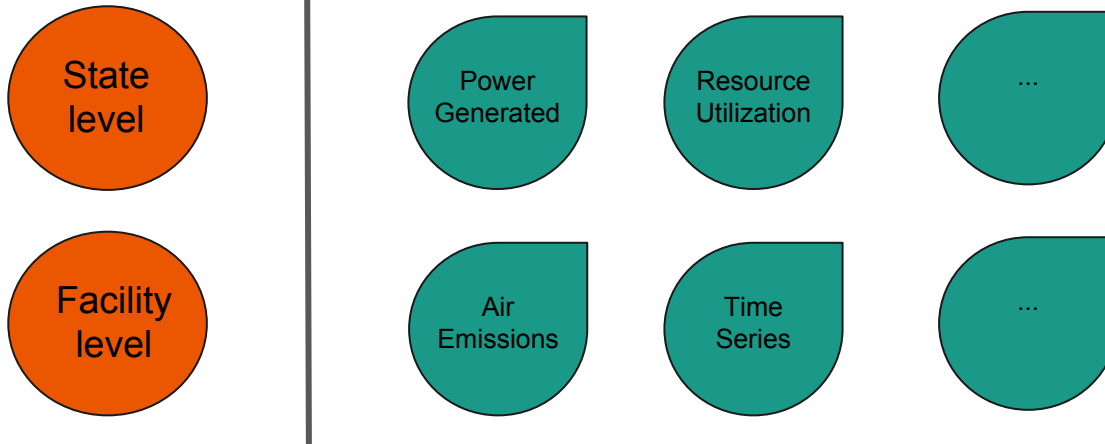 State
level
Power
Generated
Resource
Utilization
...
Facility
level
Air
Emissions
Time
Series
...